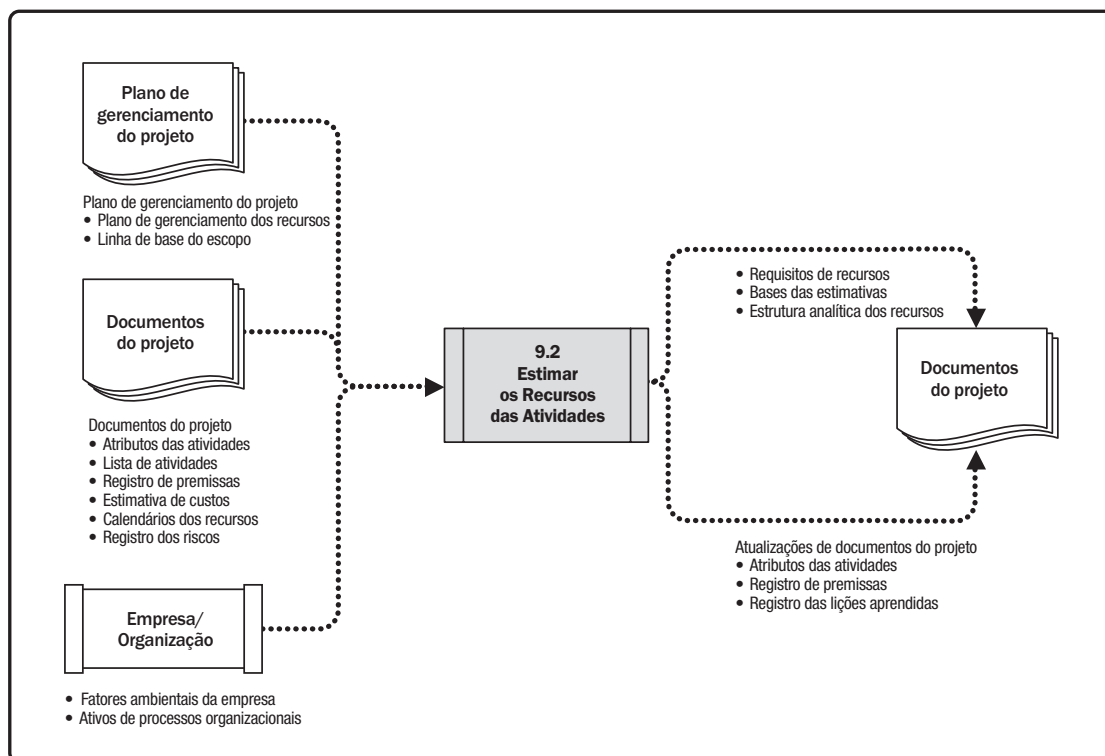 Plano de
gerenciamento
do projeto
Plano de gerenciamento do projeto
• Plano de gerenciamento dos recursos
• Linha de base do escopo
Documentos
do projeto
Documentos do projeto
• Atributos das atividades
• Lista de atividades
• Registro de premissas
• Estimativa de custos
• Calendários dos recursos
• Registro dos riscos
Empresa/
Organização
• Fatores ambientais da empresa
• Ativos de processos organizacionais
9.2
Estimar
os Recursos
das Atividades
• Requisitos de recursos
• Bases das estimativas
• Estrutura analítica dos recursos
Documentos
do projeto
Atualizações de documentos do projeto
• Atributos das atividades
• Registro de premissas
• Registro das lições aprendidas